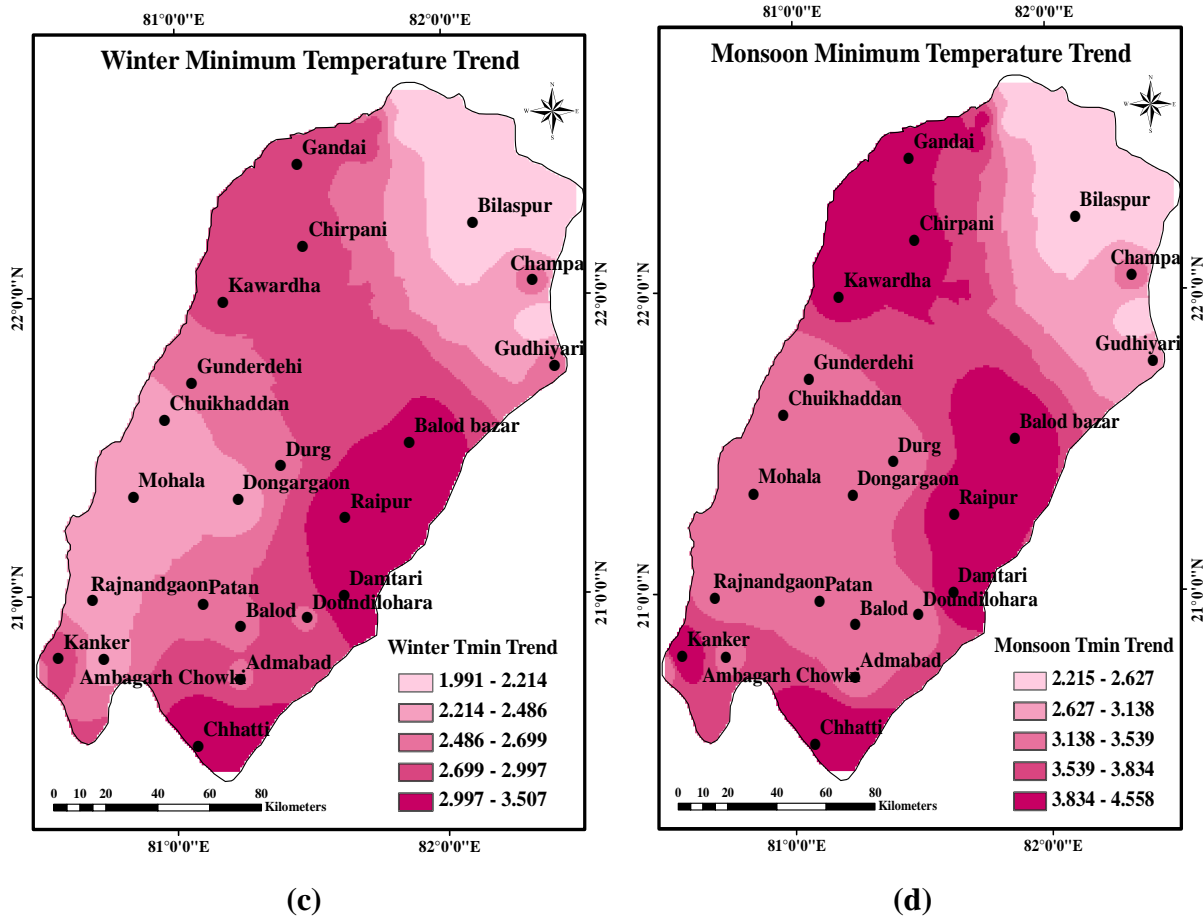 81°0'0"E 82°0'0"E
Winter Minimum Temperature Trend
N
W E
S
Gandai
Bilaspur
Chirpani
Champa
Kawardha
22°0'0"N
22°0'0"N
Gudhiyari
Gunderdehi
Chuikhaddan
Balod bazar
Durg
Mohala
Dongargaon
Raipur
Damtari
Rajnandgaon Patan
Doundilohara
Balod
21°0'0"N
21°0'0"N
Kanker
Admabad
Ambagarh Chowki
Chhatti
Winter Tmin Trend
1.991 - 2.214
2.214 - 2.486
2.486 - 2.699
2.699 - 2.997
2.997 - 3.507
0 10 20 40 60 80
Kilometers
81°0'0"E 82°0'0"E
(c)
81°0'0"E 82°0'0"E
Monsoon Minimum Temperature Trend
N
W E
S
Gandai
Bilaspur
Chirpani
Champa
Kawardha
22°0'0"N
22°0'0"N
Gudhiyari
Gunderdehi
Chuikhaddan
Balod bazar
Durg
Mohala
Dongargaon
Raipur
Damtari
Rajnandgaon Patan
Doundilohara
Balod
21°0'0"N
21°0'0"N
Kanker
Admabad
Ambagarh Chowki
Chhatti
Monsoon Tmin Trend
2.215 - 2.627
2.627 - 3.138
3.138 - 3.539
3.539 - 3.834
3.834 - 4.558
0 10 20 40 60 80
Kilometers
81°0'0"E 82°0'0"E
(d)